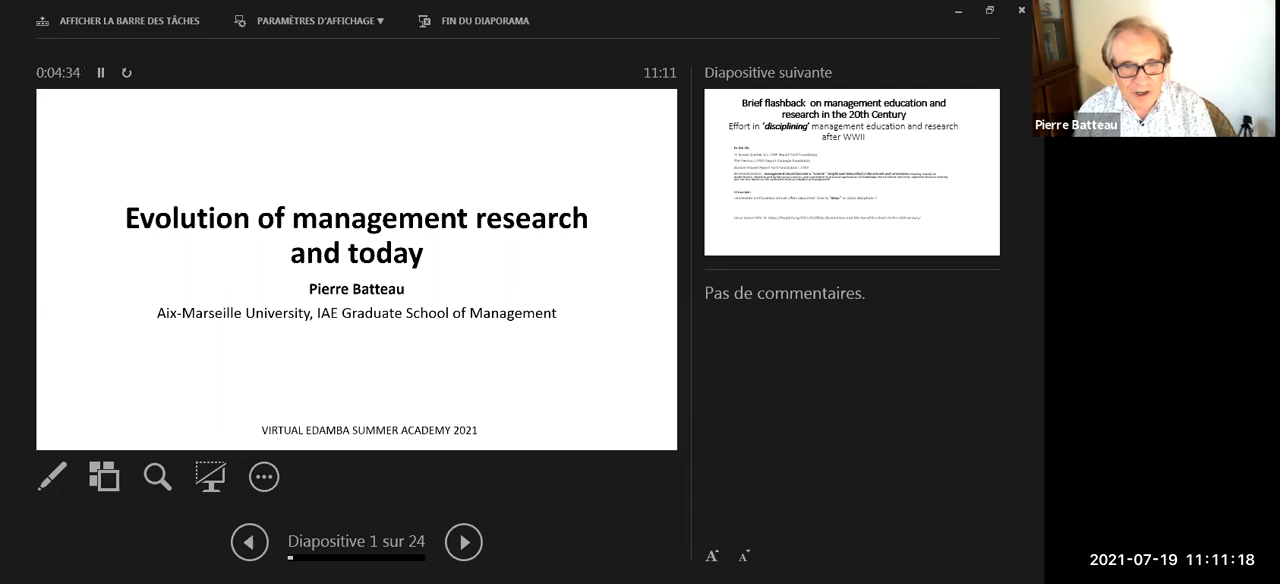 AFFICHER LA BARRE DES TÂCHES
PARAMÈTRES D'AFFICHAGE ▼
FIN DU DIAPORAMA
0:04:34
11:11
Diapositive suivante
Evolution of management research
and today
Pierre Batteau
Aix-Marseille University, IAE Graduate School of Management
VIRTUAL EDAMBA SUMMER ACADEMY 2021
Brief flashback on management education and
research in the 20th Century
Effort in 'disciplining' management education and research
after WWII
Pas de commentaires.
Diapositive 1 sur 24
Pierre Batteau
2021-07-19 11:11:18